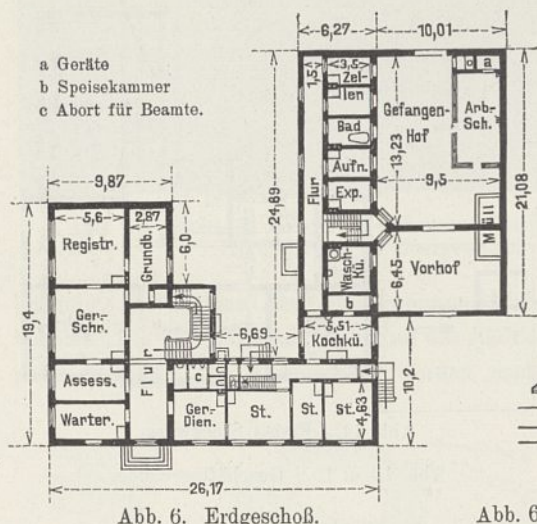 a Geräte
b Speisekammer
c Abort für Beamte.
6,27
10,01
1,5
3,5
Zel-
len
a
Gefangen-
Hof
Arb-
Sch.
Bad
13,23
Aufn.
9,5
Flur
Exp.
24,69
21,08
Müll
Wasch-
kü.
6,45
Vorhof
b
5,51
Kochkü.
9,87
5,6
2,87
Registr.
Grundb.
6,0
19,4
Ger.-
Schr.
6,69
Flur
Assess.
c
10,2
Warter.
Ger.-
Dien.
St.
St.
St.
4,63
26,17
Abb. 6. Erdgeschoß.
Abb. 6